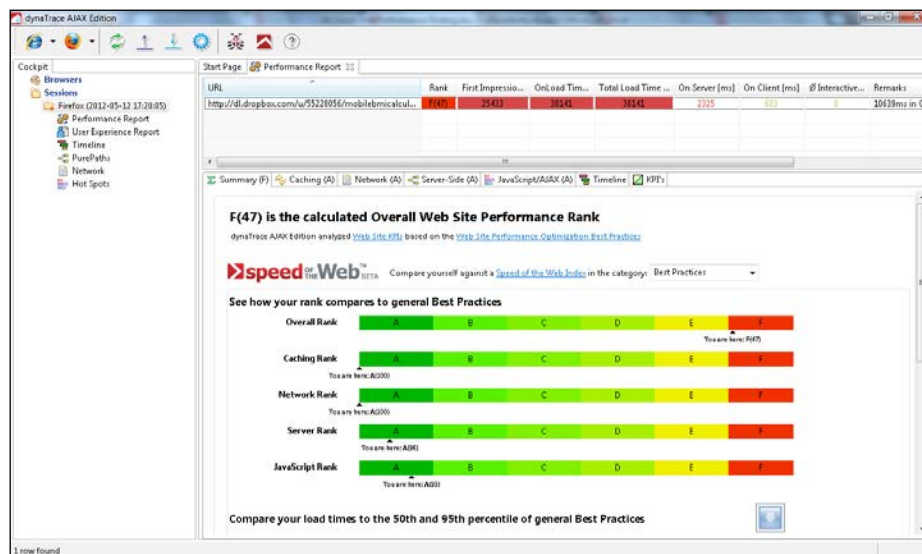 dynaTrace AJAX Edition
Cockpit
Browsers
Sessions
Firefox (2012-05-12 17:20:05)
Performance Report
User Experience Report
Timeline
PurePaths
Network
Hot Spots
Start Page Performance Report
URL Rank First Impressio... OnLoad Tim... Total Load Time ... On Server [ms] On Client [ms] Ø Interactive... Remarks
http://dl.dropbox.com/u/55228056/mobilebmicalcul... F(47) 25433 38141 38141 2325 0 10639ms in C
Summary (F) Caching (A) Network (A) Server-Side (A) JavaScript/AJAX (A) Timeline KPI's
F(47) is the calculated Overall Web Site Performance Rank
dynaTrace AJAX Edition analyzed Web Site KPIs based on the Web Site Performance Optimization Best Practices
speed OF THE Web™ BETA Compare yourself against a Speed of the Web Index in the category: Best Practices
See how your rank compares to general Best Practices
Overall Rank A B C D E F
You are here: F(47)
Caching Rank A B C D E F
You are here: A(100)
Network Rank A B C D E F
You are here: A(100)
Server Rank A B C D E F
You are here: A(96)
JavaScript Rank A B C D E F
You are here: A(93)
Compare your load times to the 50th and 95th percentile of general Best Practices
1 row found